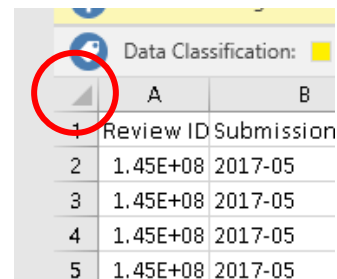 Data Classification:
A B
1 Review ID Submission
2 1.45E+08 2017-05
3 1.45E+08 2017-05
4 1.45E+08 2017-05
5 1.45E+08 2017-05